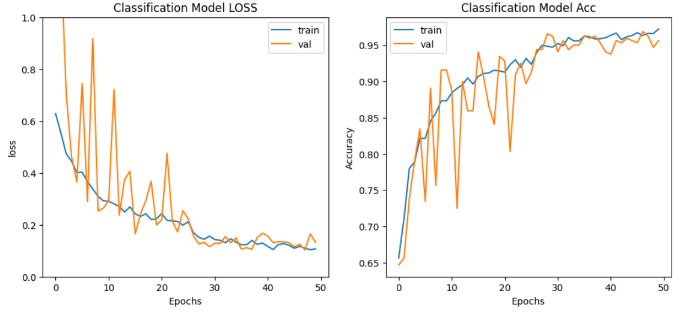 Classification Model LOSS
1.0
0.8
0.6
0.4
0.2
0.0
loss
train
val
0
10
20
30
40
50
Epochs
Classification Model Acc
0.95
0.90
0.85
0.80
0.75
0.70
0.65
Accuracy
train
val
0
10
20
30
40
50
Epochs